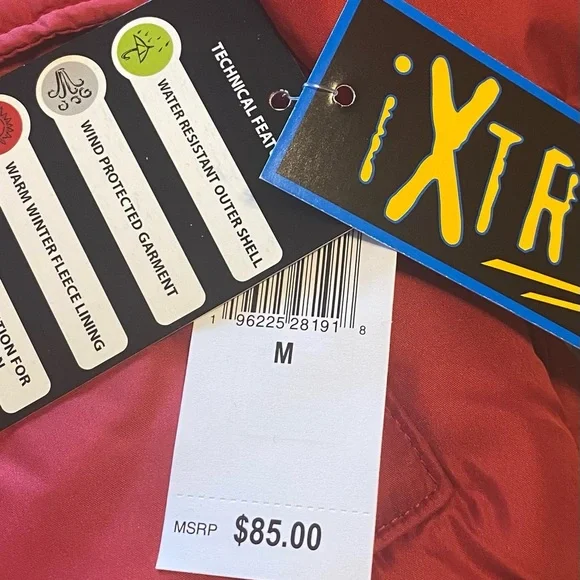 TECHNICAL FEAT
WATER RESISTANT OUTER SHELL
WIND PROTECTED GARMENT
WARM WINTER FLEECE LINING
TION FOR
iXTR
1 96225 28191 8
M
MSRP $85.00